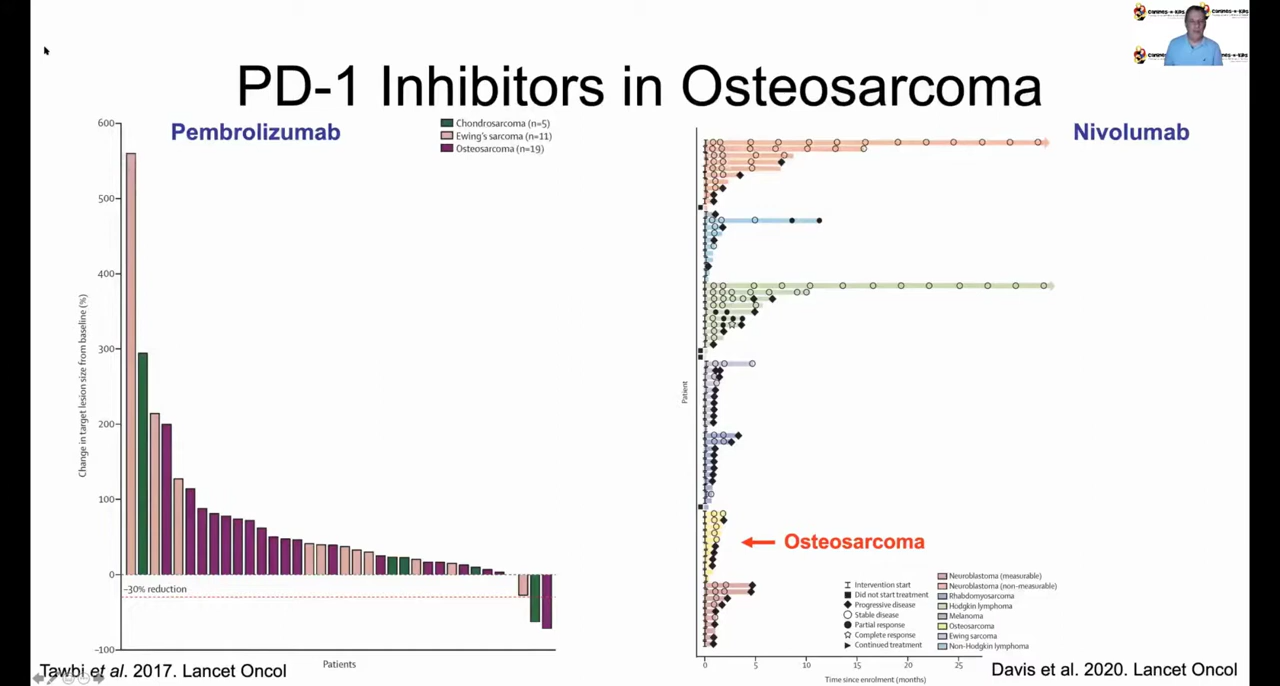 PD-1 Inhibitors in Osteosarcoma
Pembrolizumab
Chondrosarcoma (n=5)
Ewing's sarcoma (n=11)
Osteosarcoma (n=19)
600
500
400
300
200
100
0
-100
Change in target lesion size from baseline (%)
-30% reduction
Patients
Tawbi et al. 2017. Lancet Oncol
Nivolumab
Patient
Osteosarcoma
Intervention start
Did not start treatment
Progressive disease
Stable disease
Partial response
Complete response
Continued treatment
Neuroblastoma (measurable)
Neuroblastoma (non-measurable)
Rhabdomyosarcoma
Hodgkin lymphoma
Melanoma
Osteosarcoma
Ewing sarcoma
Non-Hodgkin lymphoma
0 5 10 15 20 25
Time since enrolment (months)
Davis et al. 2020. Lancet Oncol